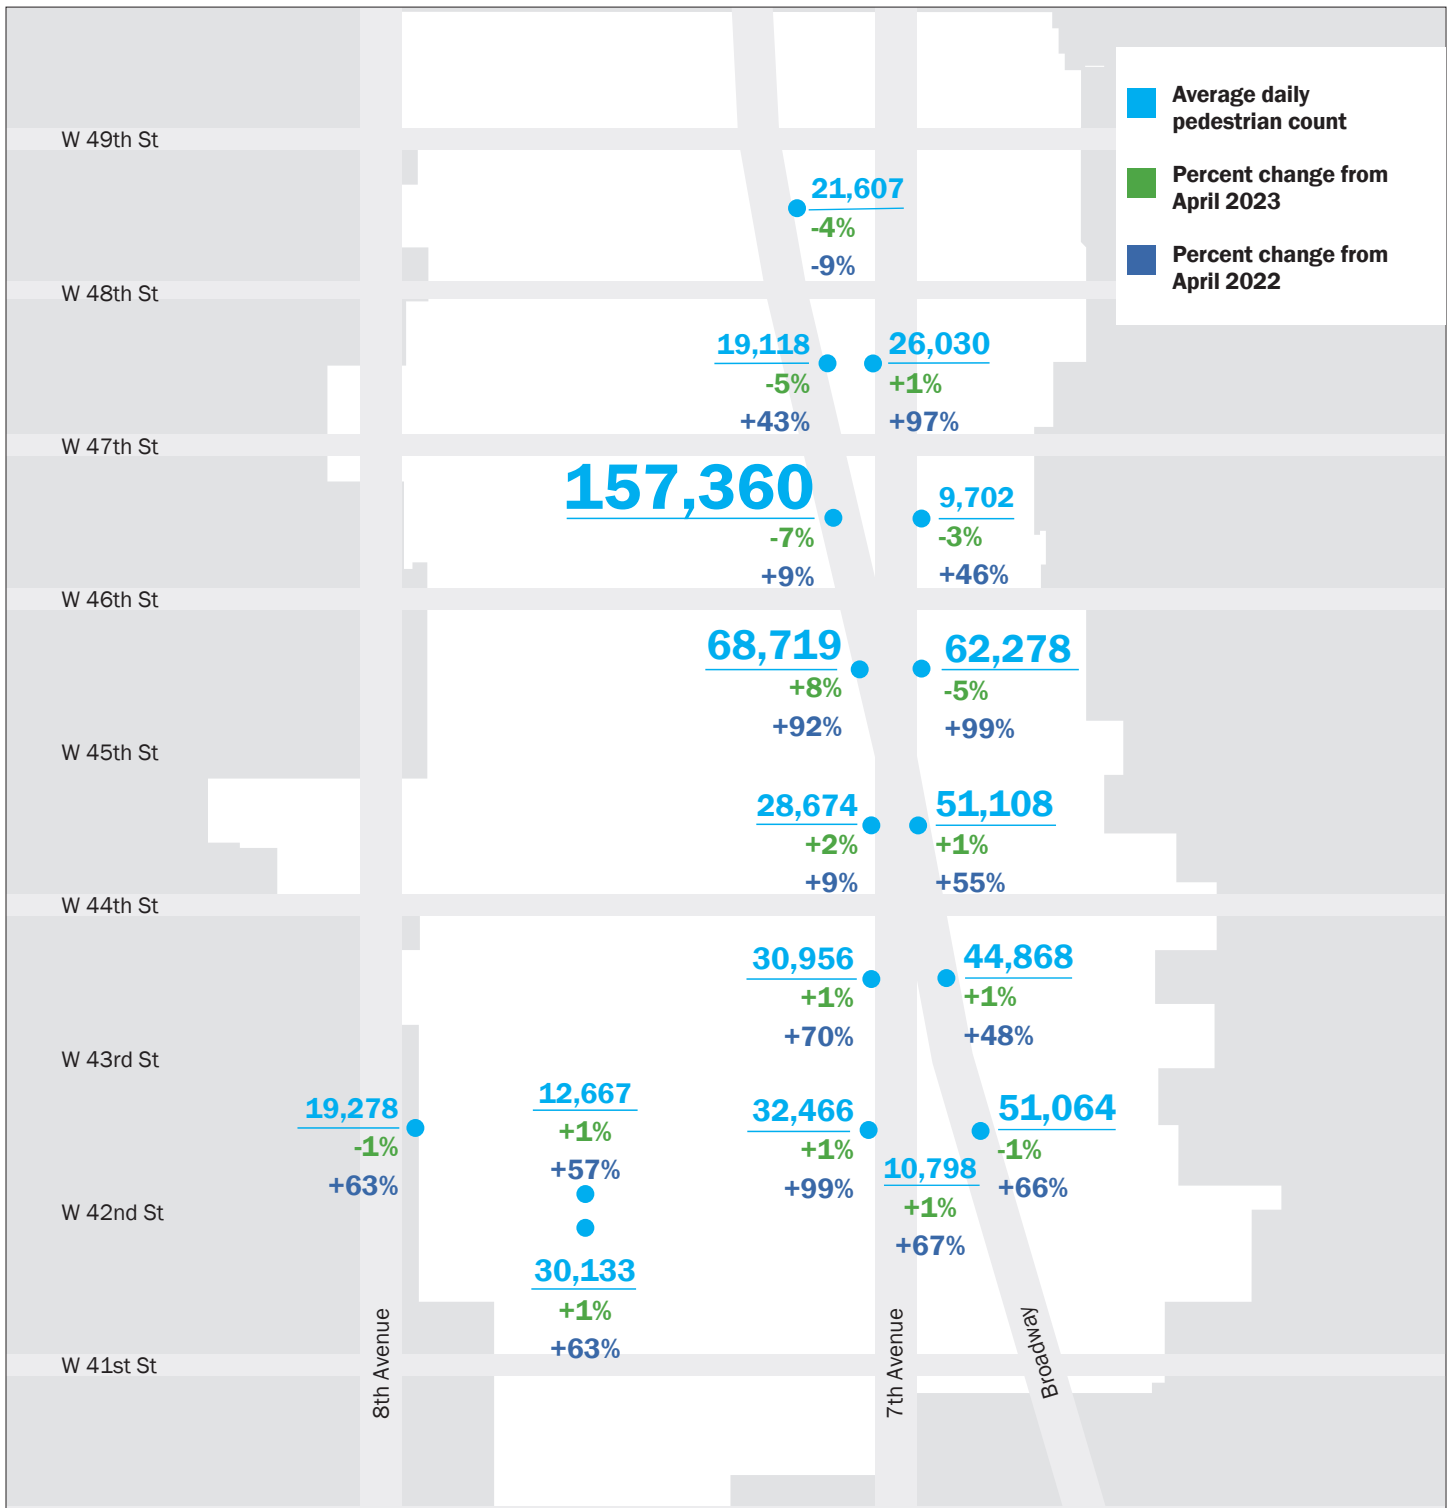 Average daily
pedestrian count
Percent change from
April 2023
Percent change from
April 2022
W 49th St
21,607
-4%
-9%
W 48th St
19,118
-5%
+43%
26,030
+1%
+97%
W 47th St
157,360
-7%
+9%
9,702
-3%
+46%
W 46th St
68,719
+8%
+92%
62,278
-5%
+99%
W 45th St
28,674
+2%
+9%
51,108
+1%
+55%
W 44th St
30,956
+1%
+70%
44,868
+1%
+48%
W 43rd St
19,278
-1%
+63%
12,667
+1%
+57%
32,466
+1%
+99%
51,064
-1%
+66%
10,798
+1%
+67%
W 42nd St
30,133
+1%
+63%
W 41st St
8th Avenue
7th Avenue
Broadway